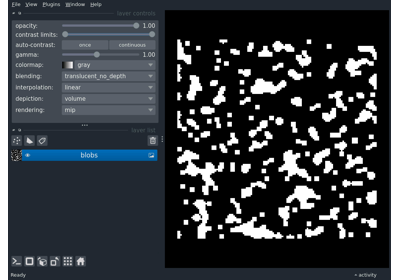 File View Plugins Window Help
layer controls
opacity: 1.00
contrast limits:
auto-contrast: once continuous
gamma: 1.00
colormap: gray
blending: translucent_no_depth
interpolation: linear
depiction: volume
rendering: mip
layer list
blobs
Ready
activity